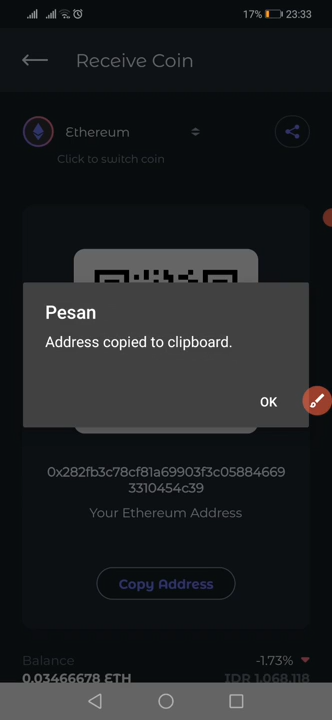 17% 23:33
Receive Coin
Ethereum
Click to switch coin
Pesan
Address copied to clipboard.
OK
0x282fb3c78cf81a69903f3c05884669
3310454c39
Your Ethereum Address
Copy Address
Balance -1.73%
0.03466678 ETH IDR 1,068,118